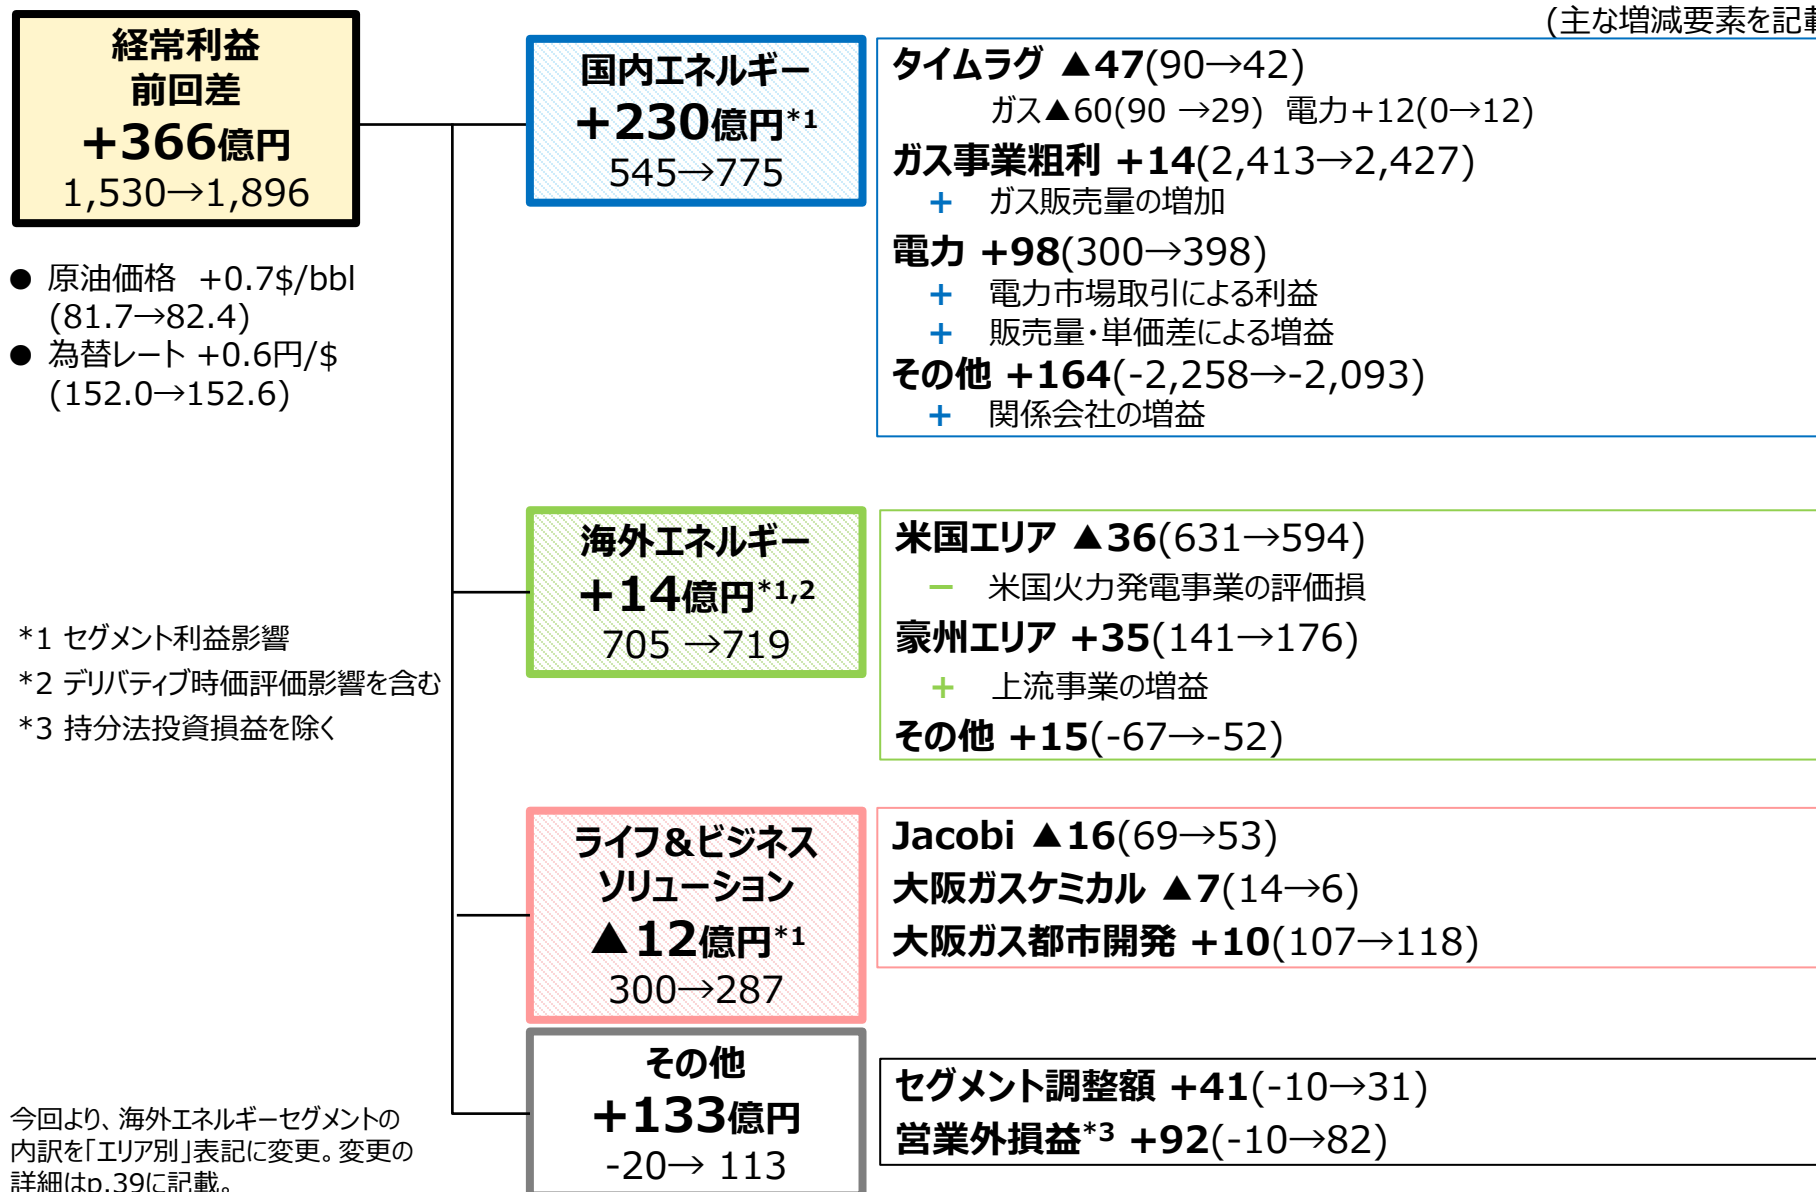 (主な増減要素を記載
経常利益
前回差
+366億円
1,530→1,896
● 原油価格 +0.7$/bbl
(81.7→82.4)
● 為替レート +0.6円/$
(152.0→152.6)
*1 セグメント利益影響
*2 デリバティブ時価評価影響を含む
*3 持分法投資損益を除く
今回より、海外エネルギーセグメントの
内訳を「エリア別」表記に変更。変更の
詳細はp.39に記載。
国内エネルギー
+230億円*1
545→775
タイムラグ ▲47(90→42)
ガス▲60(90 →29) 電力+12(0→12)
ガス事業粗利 +14(2,413→2,427)
+ ガス販売量の増加
電力 +98(300→398)
+ 電力市場取引による利益
+ 販売量・単価差による増益
その他 +164(-2,258→-2,093)
+ 関係会社の増益
海外エネルギー
+14億円*1,2
705 →719
米国エリア ▲36(631→594)
− 米国火力発電事業の評価損
豪州エリア +35(141→176)
+ 上流事業の増益
その他 +15(-67→-52)
ライフ&ビジネス
ソリューション
▲12億円*1
300→287
Jacobi ▲16(69→53)
大阪ガスケミカル ▲7(14→6)
大阪ガス都市開発 +10(107→118)
その他
+133億円
-20→ 113
セグメント調整額 +41(-10→31)
営業外損益*3 +92(-10→82)